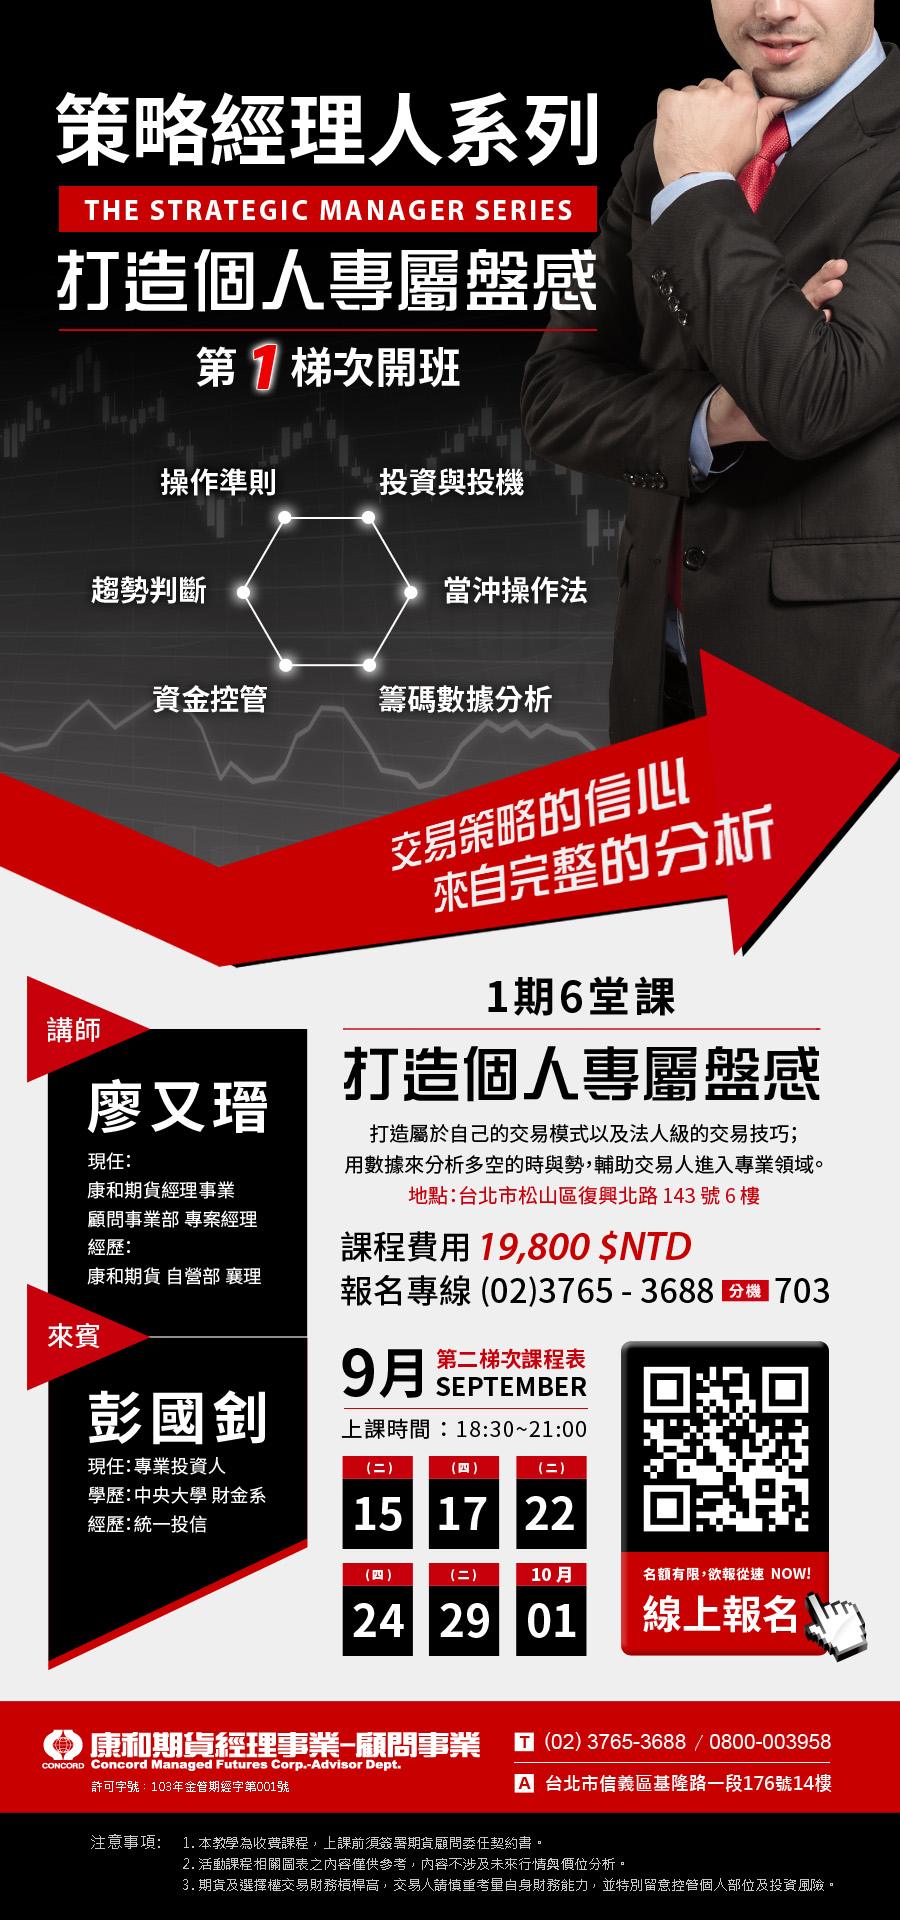 策略經理人系列
THE STRATEGIC MANAGER SERIES
打造個人專屬盤感
第1梯次開班
操作準則 投資與投機
趨勢判斷 當沖操作法
資金控管 籌碼數據分析
交易策略的信心
來自完整的分析
講師
廖又瑨
現任:
康和期貨經理事業
顧問事業部 專案經理
經歷:
康和期貨 自營部 襄理
來賓
彭國釗
現任:專業投資人
學歷:中央大學 財金系
經歷:統一投信
1期6堂課
打造個人專屬盤感
打造屬於自己的交易模式以及法人級的交易技巧;
用數據來分析多空的時與勢,輔助交易人進入專業領域。
地點:台北市松山區復興北路 143 號 6 樓
課程費用 19,800 $NTD
報名專線 (02)3765 - 3688 分機 703
9月 第二梯次課程表
SEPTEMBER
上課時間:18:30~21:00
(二) (四) (二)
15 17 22
(四) (二) 10 月
24 29 01
名額有限,欲報從速 NOW!
線上報名
CONCORD
康和期貨經理事業-顧問事業
Concord Managed Futures Corp.-Advisor Dept.
許可字號:103年金管期經字第001號
T (02) 3765-3688 / 0800-003958
A 台北市信義區基隆路一段176號14樓
注意事項: 1. 本教學為收費課程,上課前須簽署期貨顧問委任契約書。
2. 活動課程相關圖表之內容僅供參考,內容不涉及未來行情與價位分析。
3. 期貨及選擇權交易財務槓桿高,交易人請慎重考量自身財務能力,並特別留意控管個人部位及投資風險。